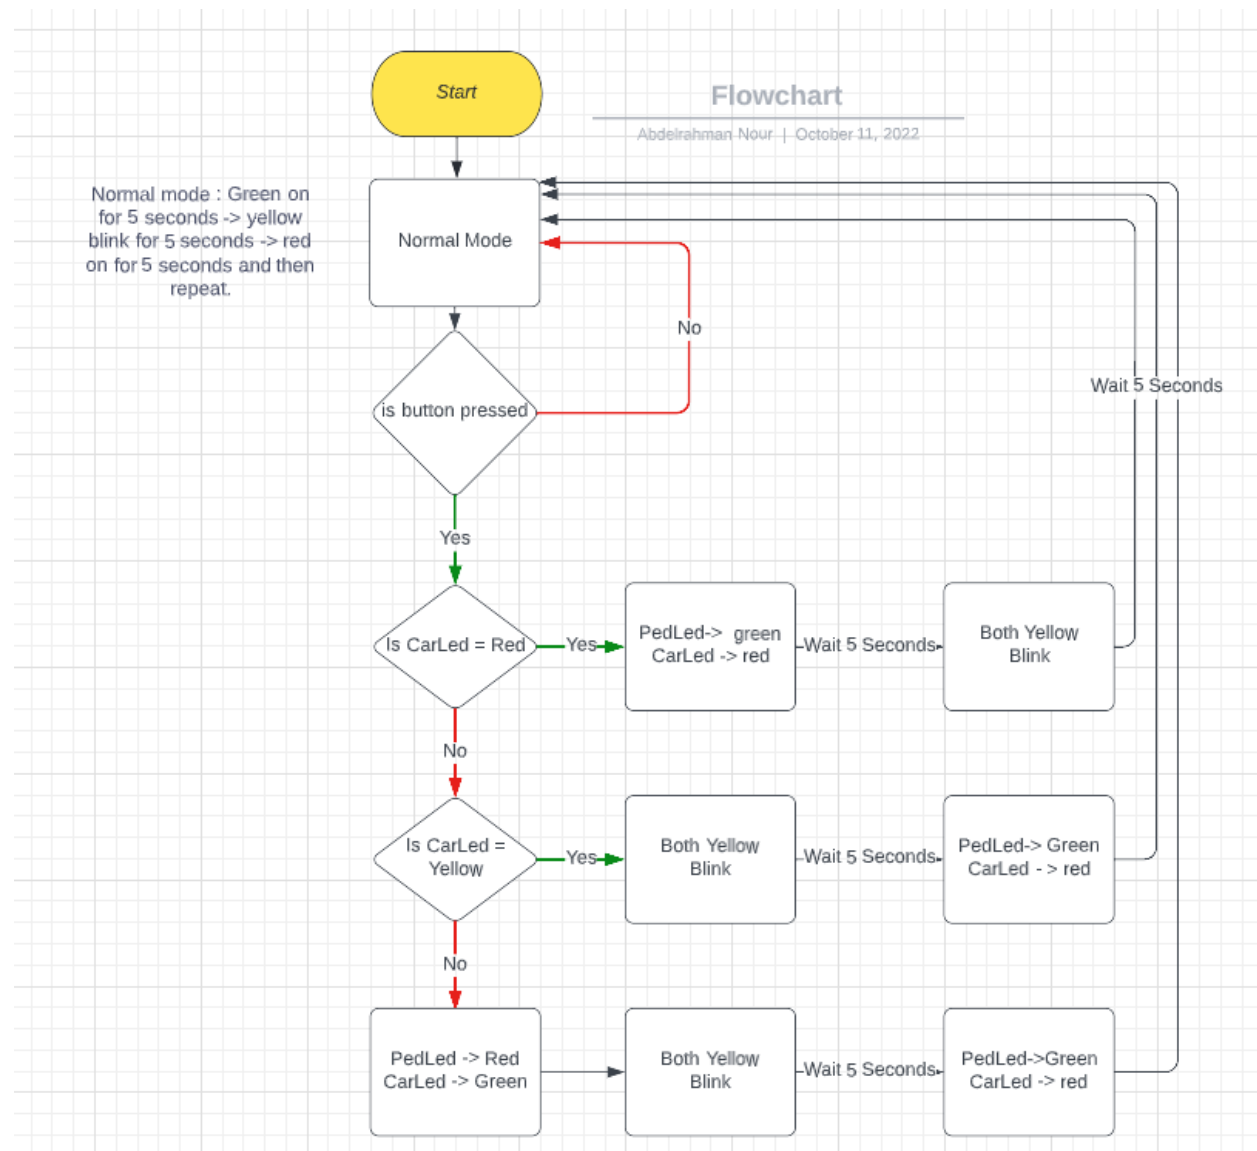 Start
Flowchart
Abdelrahman Nour | October 11, 2022
Normal mode : Green on
for 5 seconds -> yellow
blink for 5 seconds -> red
on for 5 seconds and then
repeat.
Normal Mode
No
is button pressed
Wait 5 Seconds
Yes
Is CarLed = Red
Yes
PedLed-> green
CarLed -> red
Wait 5 Seconds
Both Yellow
Blink
No
Is CarLed =
Yellow
Yes
Both Yellow
Blink
Wait 5 Seconds
PedLed-> Green
CarLed - > red
No
PedLed -> Red
CarLed -> Green
Both Yellow
Blink
Wait 5 Seconds
PedLed->Green
CarLed -> red